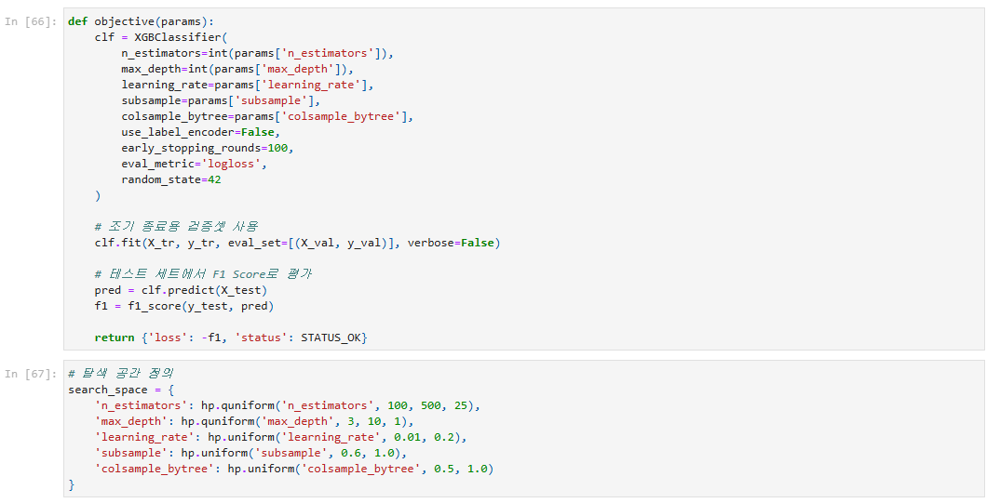 In [66]:
def objective(params):
    clf = XGBClassifier(
        n_estimators=int(params['n_estimators']),
        max_depth=int(params['max_depth']),
        learning_rate=params['learning_rate'],
        subsample=params['subsample'],
        colsample_bytree=params['colsample_bytree'],
        use_label_encoder=False,
        early_stopping_rounds=100,
        eval_metric='logloss',
        random_state=42
    )
    # 조기 종료용 검증셋 사용
    clf.fit(X_tr, y_tr, eval_set=[(X_val, y_val)], verbose=False)
    # 테스트 세트에서 F1 Score로 평가
    pred = clf.predict(X_test)
    f1 = f1_score(y_test, pred)
    return {'loss': -f1, 'status': STATUS_OK}
In [67]:
# 탐색 공간 정의
search_space = {
    'n_estimators': hp.quniform('n_estimators', 100, 500, 25),
    'max_depth': hp.quniform('max_depth', 3, 10, 1),
    'learning_rate': hp.uniform('learning_rate', 0.01, 0.2),
    'subsample': hp.uniform('subsample', 0.6, 1.0),
    'colsample_bytree': hp.uniform('colsample_bytree', 0.5, 1.0)
}